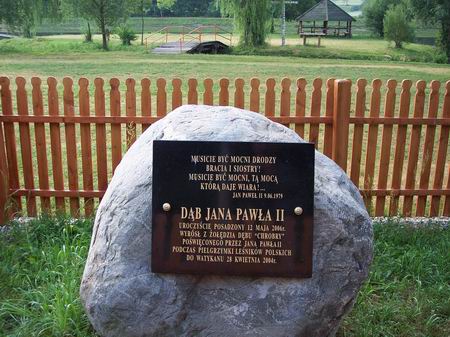 MUSICIE BYĆ MOCNI DRODZY
BRACIA I SIOSTRY!
MUSICIE BYĆ MOCNI, TĄ MOCĄ
KTÓRĄ DAJE WIARA!...
JAN PAWEŁ II 9.06.1979
DĄB JANA PAWŁA II
UROCZYŚCIE POSADZONY 12 MAJA 2006r.
WYRÓSŁ Z ŻOŁĘDZIA DĘBU "CHROBRY"
POŚWIĘCONEGO PRZEZ JANA PAWŁA II
PODCZAS PIELGRZYMKI LEŚNIKÓW POLSKICH
DO WATYKANU 28 KWIETNIA 2004r.